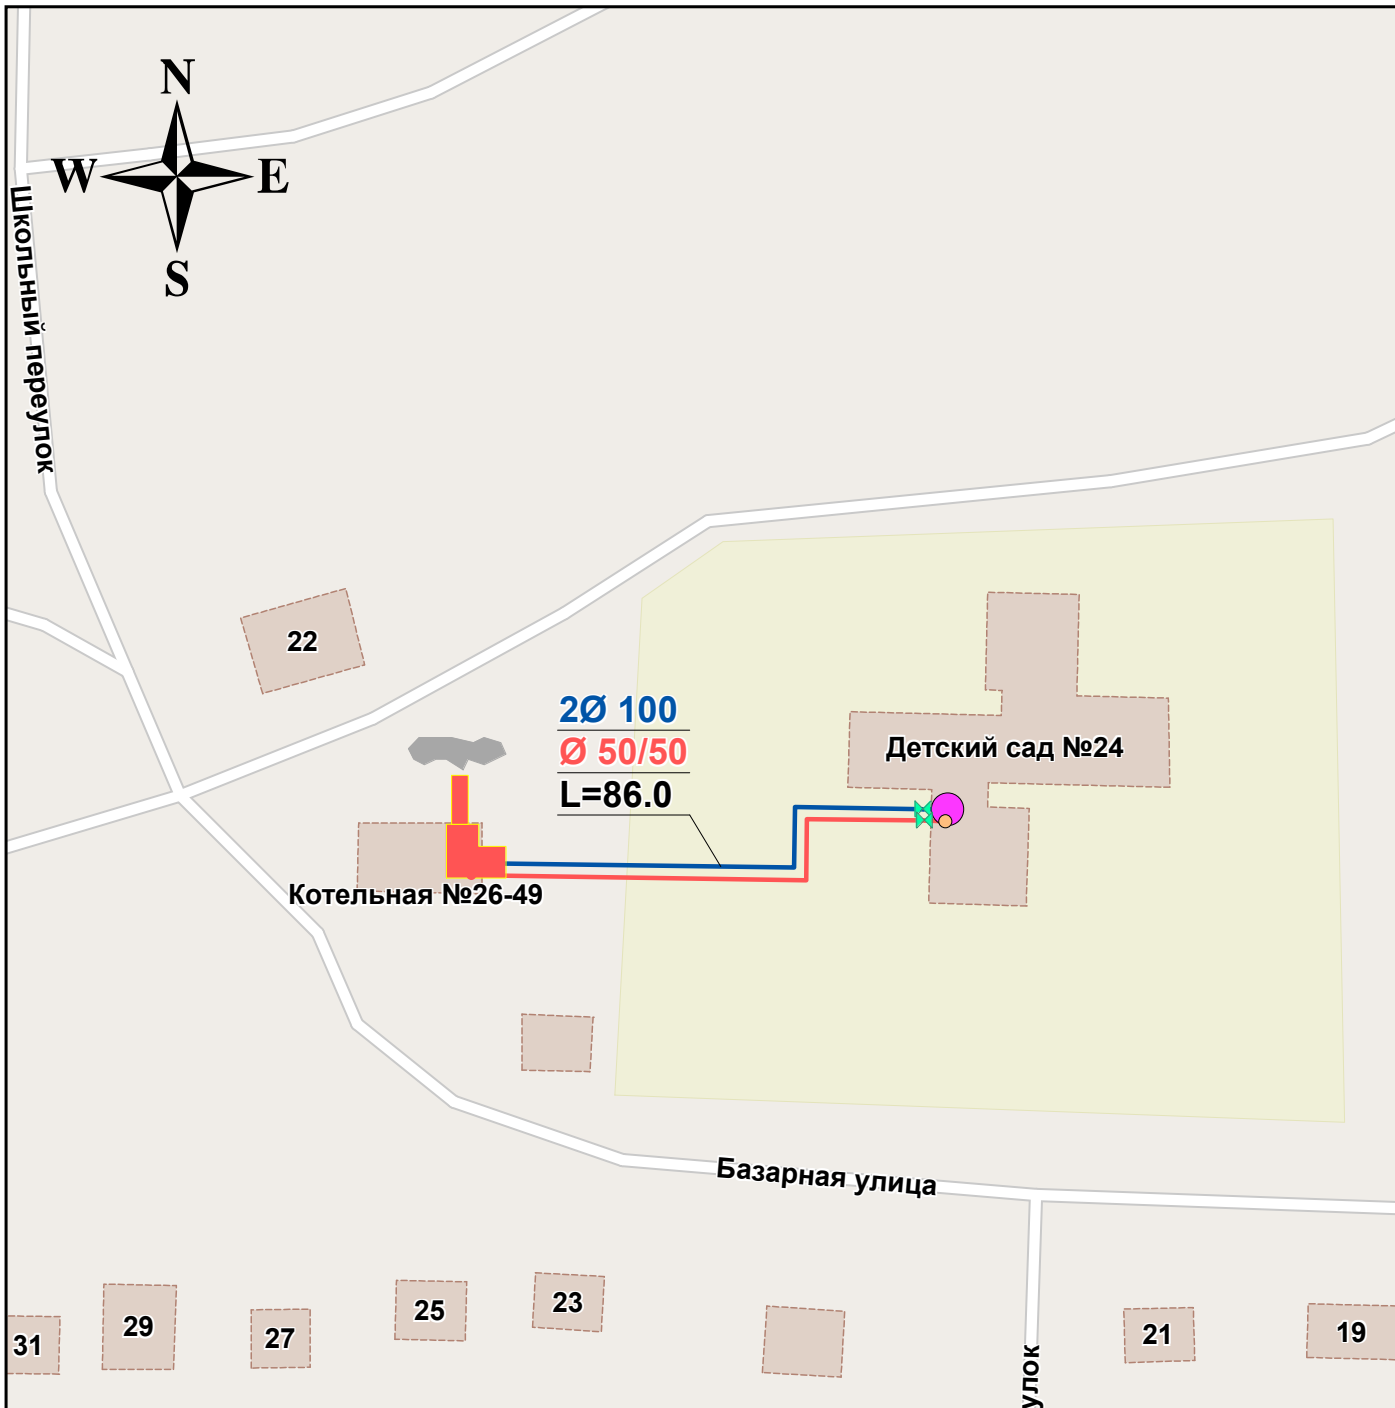 N
W
E
S
Школьный переулок
22
2Ø 100
Ø 50/50
L=86.0
Детский сад №24
Котельная №26-49
Базарная улица
31
29
27
25
23
21
19
улок